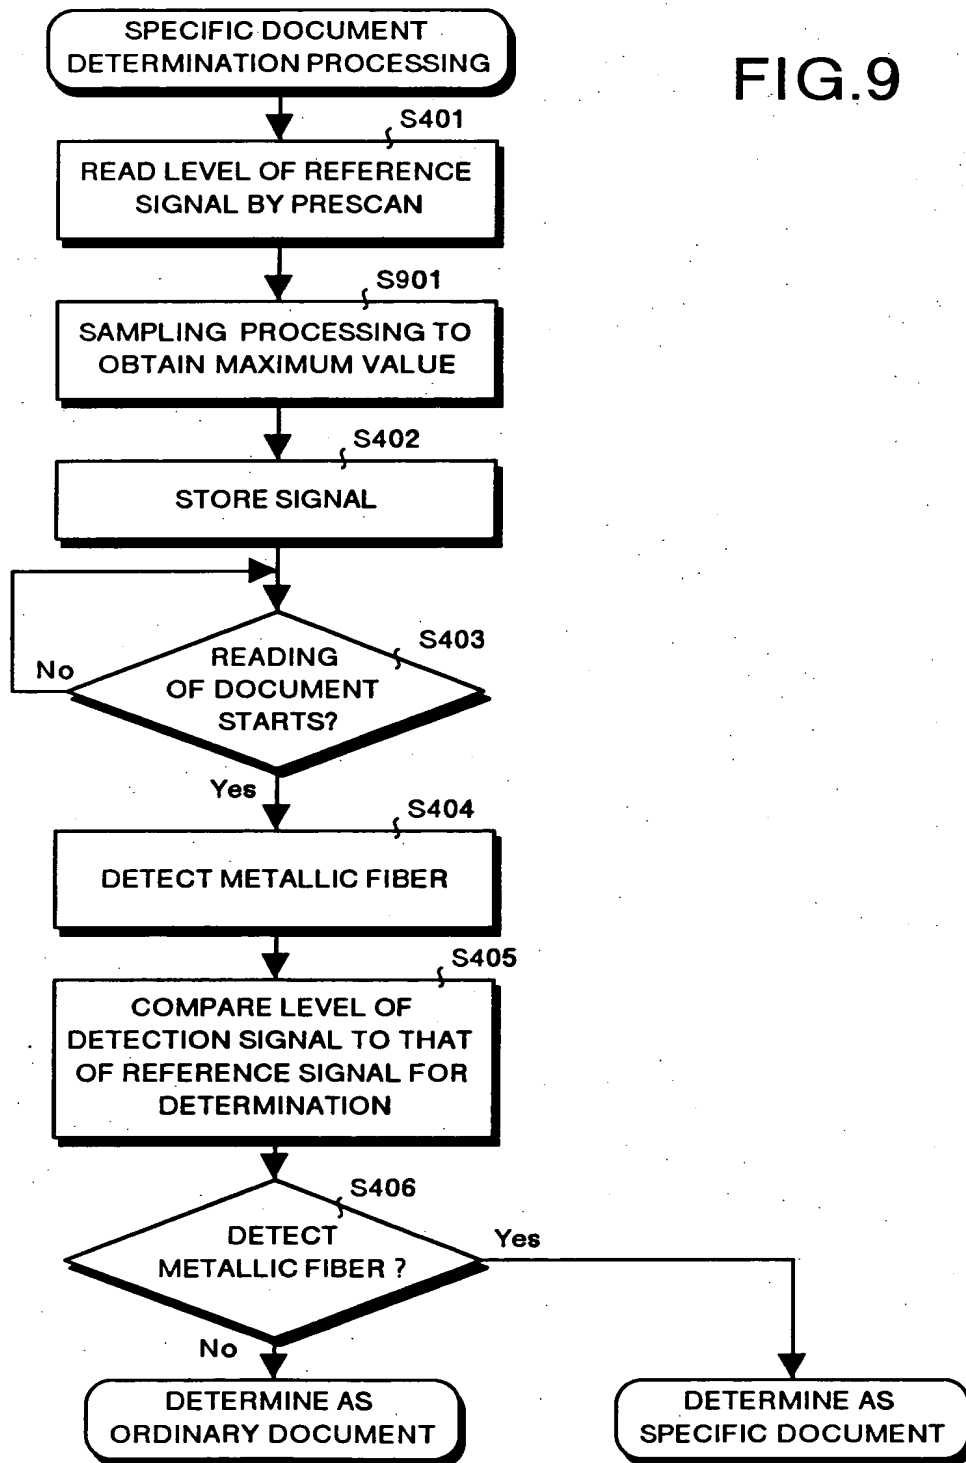 SPECIFIC DOCUMENT
DETERMINATION PROCESSING
FIG.9
S401
READ LEVEL OF REFERENCE
SIGNAL BY PRESCAN
S901
SAMPLING PROCESSING TO
OBTAIN MAXIMUM VALUE
S402
STORE SIGNAL
S403
READING
OF DOCUMENT
STARTS?
No
Yes
S404
DETECT METALLIC FIBER
S405
COMPARE LEVEL OF
DETECTION SIGNAL TO THAT
OF REFERENCE SIGNAL FOR
DETERMINATION
S406
DETECT
METALLIC FIBER ?
Yes
No
DETERMINE AS
ORDINARY DOCUMENT
DETERMINE AS
SPECIFIC DOCUMENT